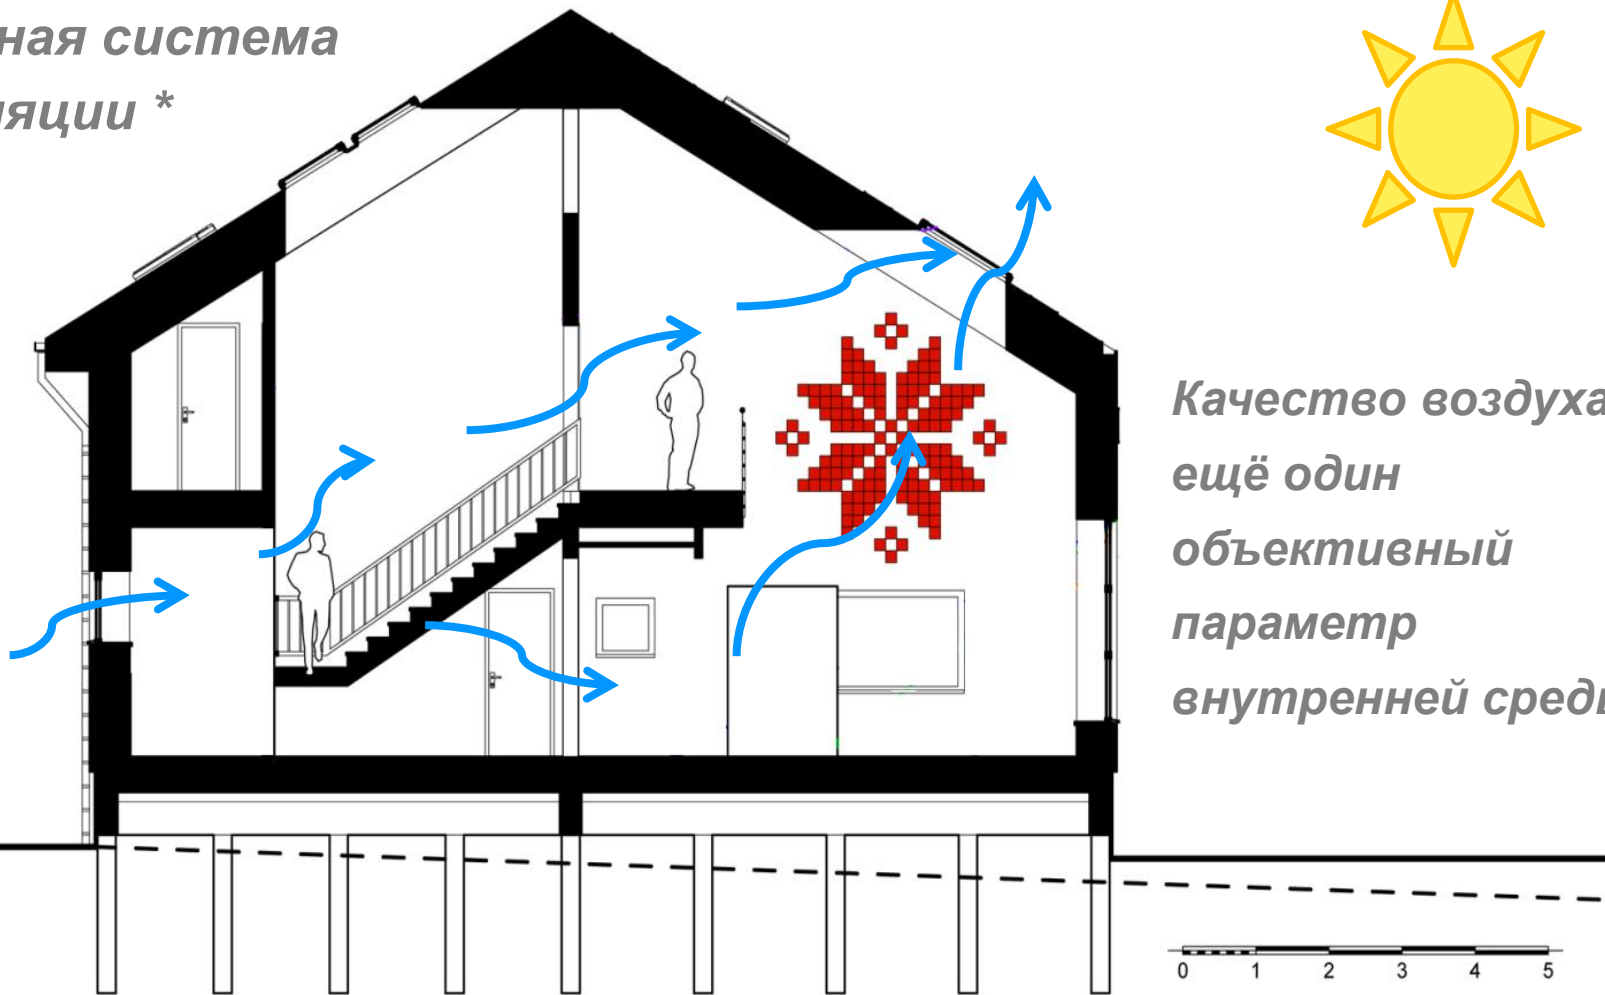 ная система
яции *
Качество воздуха
ещё один
объективный
параметр
внутренней сред
0 1 2 3 4 5